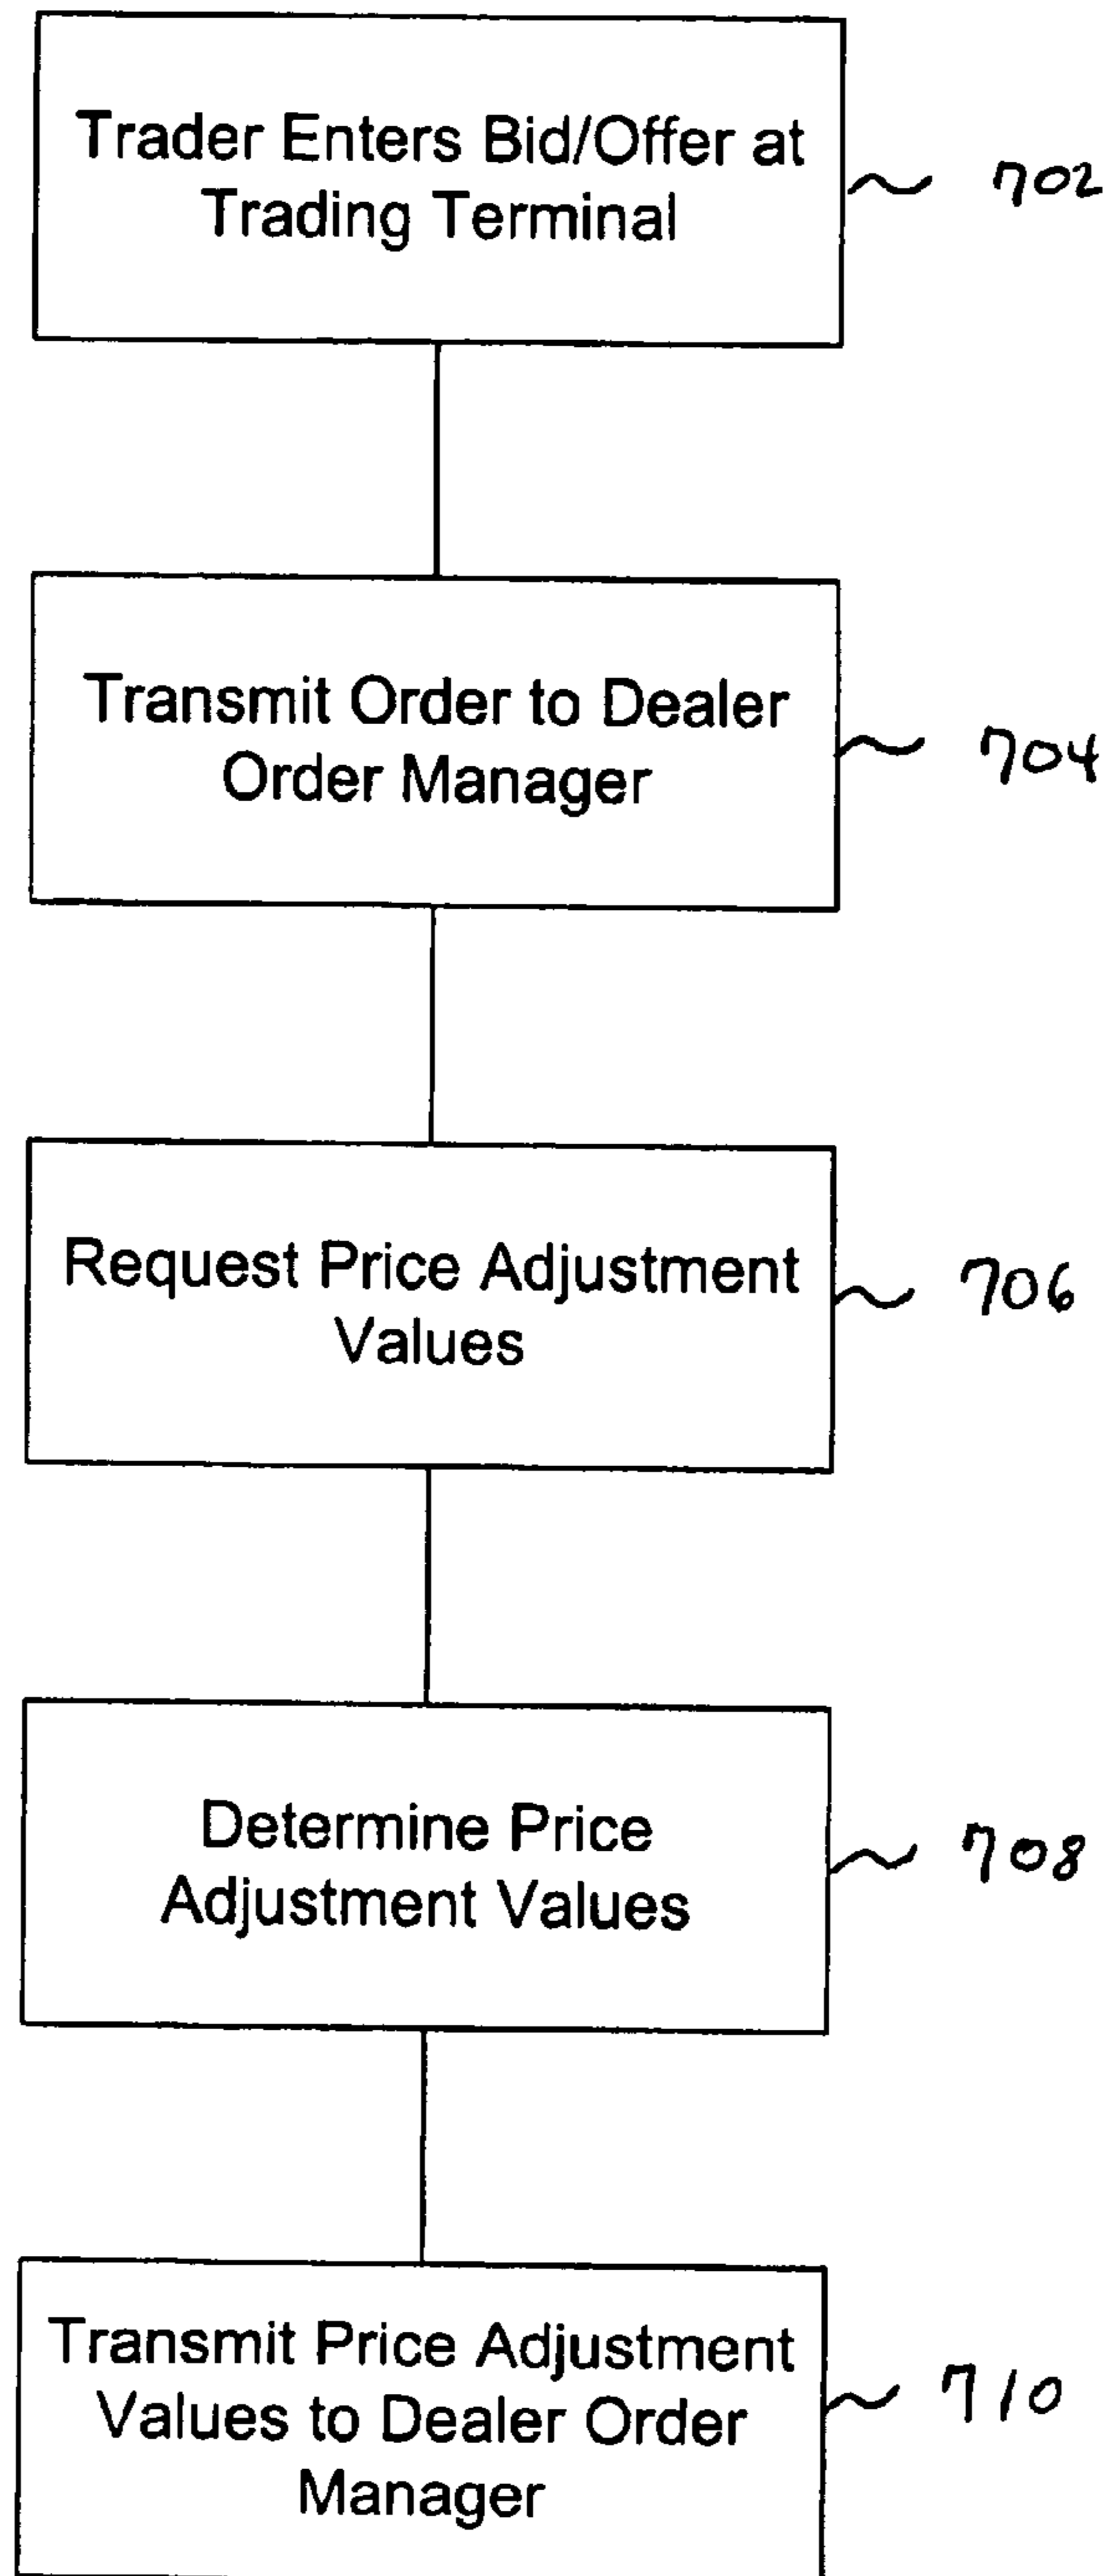 Trader Enters Bid/Offer at
Trading Terminal
702
Transmit Order to Dealer
Order Manager
704
Request Price Adjustment
Values
706
Determine Price
Adjustment Values
708
Transmit Price Adjustment
Values to Dealer Order
Manager
710